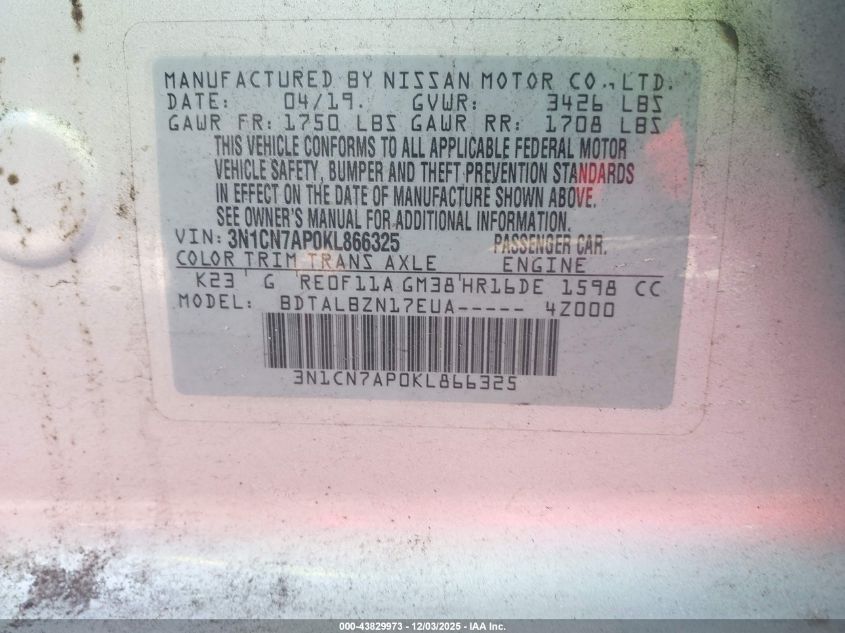 MANUFACTURED BY NISSAN MOTOR CO., LTD.
DATE: 04/19. GVWR: 3426 LBS
GAWR FR: 1750 LBS GAWR RR: 1708 LBS
THIS VEHICLE CONFORMS TO ALL APPLICABLE FEDERAL MOTOR
VEHICLE SAFETY, BUMPER AND THEFT PREVENTION STANDARDS
IN EFFECT ON THE DATE OF MANUFACTURE SHOWN ABOVE.
SEE OWNER'S MANUAL FOR ADDITIONAL INFORMATION.
VIN: 3N1CN7AP0KL866325 PASSENGER CAR.
COLOR TRIM TRANS AXLE ENGINE
K23 G RE0F11A GM38 HR16DE 1598 CC
MODEL: BDTALBZN17EUA----- 4Z000
3N1CN7AP0KL866325
000-43829973 - 12/03/2025 - IAA Inc.